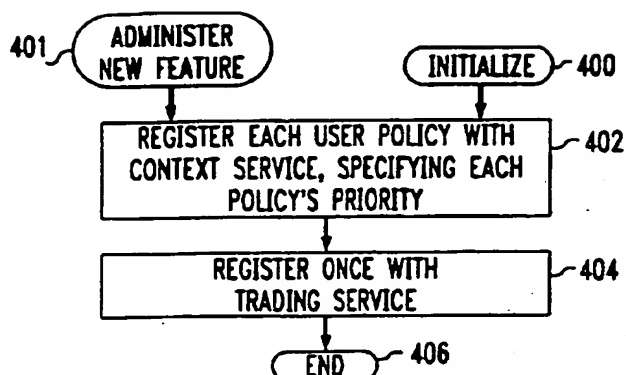 401
ADMINISTER
NEW FEATURE
INITIALIZE
400
REGISTER EACH USER POLICY WITH
CONTEXT SERVICE, SPECIFYING EACH
POLICY'S PRIORITY
402
REGISTER ONCE WITH
TRADING SERVICE
404
END
406